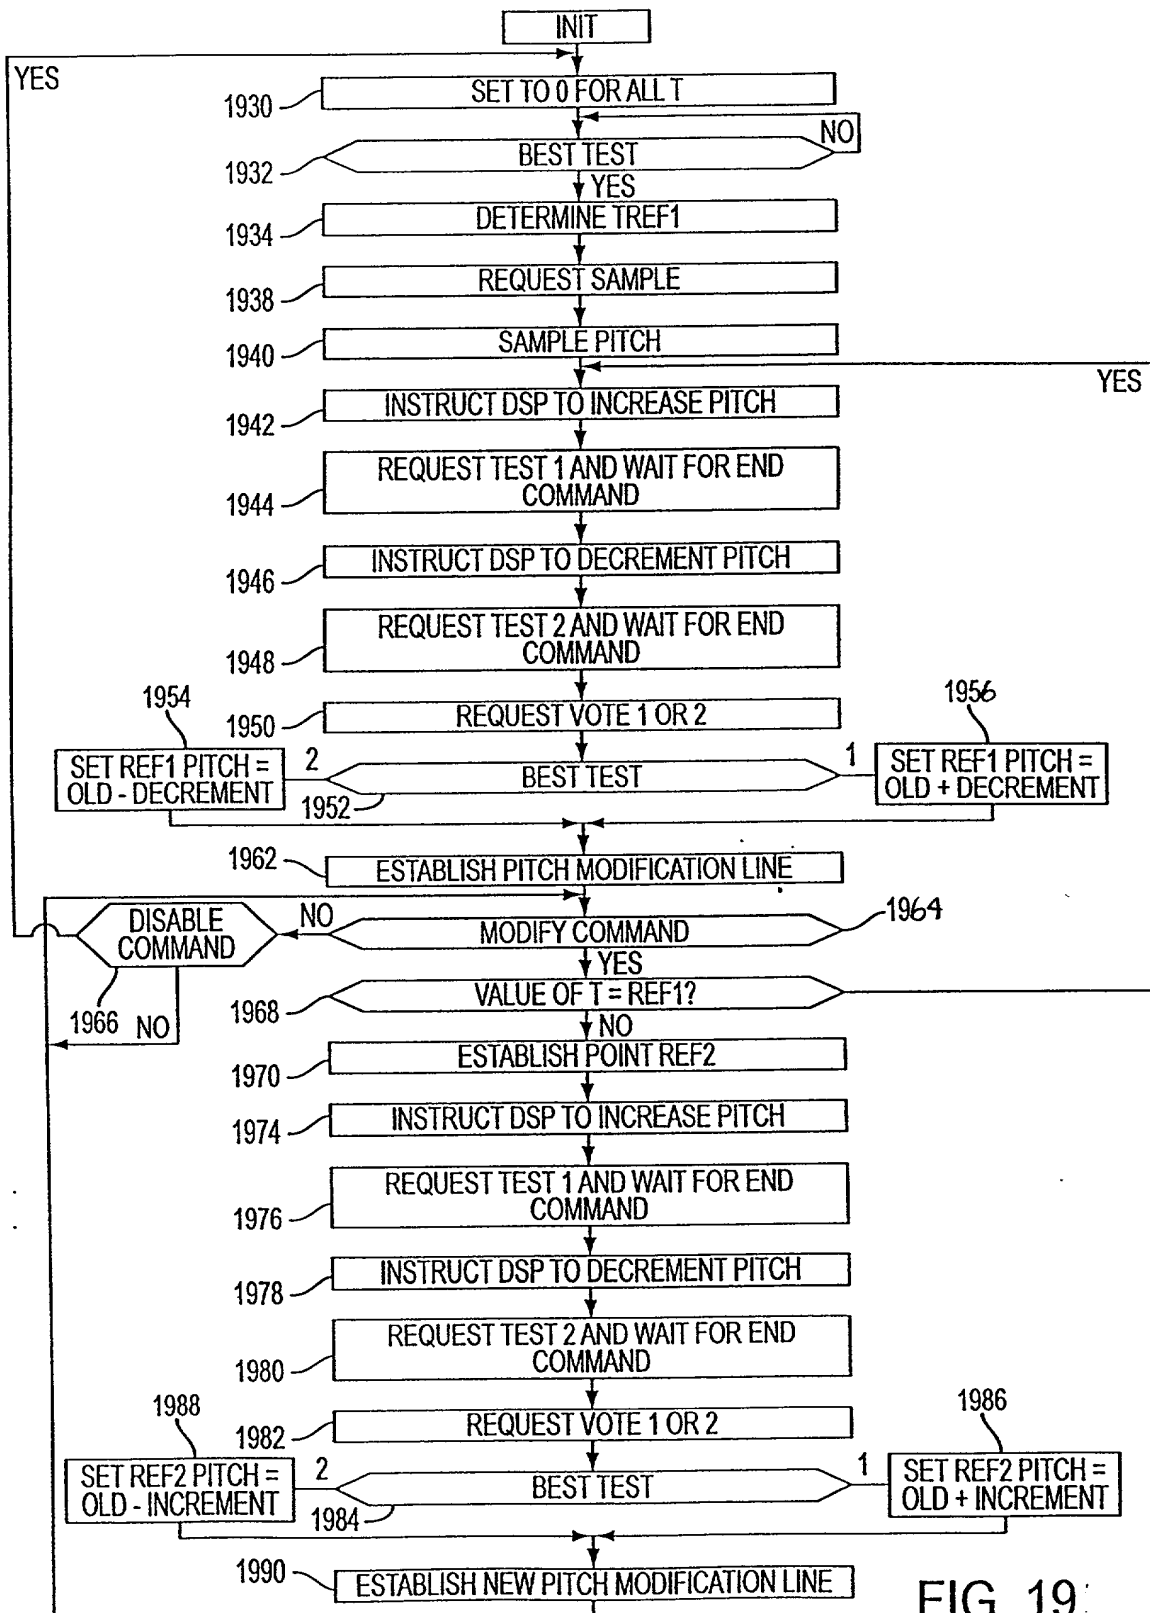 INIT
YES
1930
SET TO 0 FOR ALL T
NO
1932
BEST TEST
YES
1934
DETERMINE TREF1
1938
REQUEST SAMPLE
1940
SAMPLE PITCH
YES
1942
INSTRUCT DSP TO INCREASE PITCH
1944
REQUEST TEST 1 AND WAIT FOR END
COMMAND
1946
INSTRUCT DSP TO DECREMENT PITCH
1948
REQUEST TEST 2 AND WAIT FOR END
COMMAND
1950
REQUEST VOTE 1 OR 2
1954
SET REF1 PITCH =
OLD - DECREMENT
2
BEST TEST
1952
1
1956
SET REF1 PITCH =
OLD + DECREMENT
1962
ESTABLISH PITCH MODIFICATION LINE
DISABLE
COMMAND
NO
MODIFY COMMAND
1964
1966
NO
YES
1968
VALUE OF T = REF1?
NO
1970
ESTABLISH POINT REF2
1974
INSTRUCT DSP TO INCREASE PITCH
1976
REQUEST TEST 1 AND WAIT FOR END
COMMAND
1978
INSTRUCT DSP TO DECREMENT PITCH
1980
REQUEST TEST 2 AND WAIT FOR END
COMMAND
1982
REQUEST VOTE 1 OR 2
1988
SET REF2 PITCH =
OLD - INCREMENT
2
BEST TEST
1984
1
1986
SET REF2 PITCH =
OLD + INCREMENT
1990
ESTABLISH NEW PITCH MODIFICATION LINE
FIG. 19